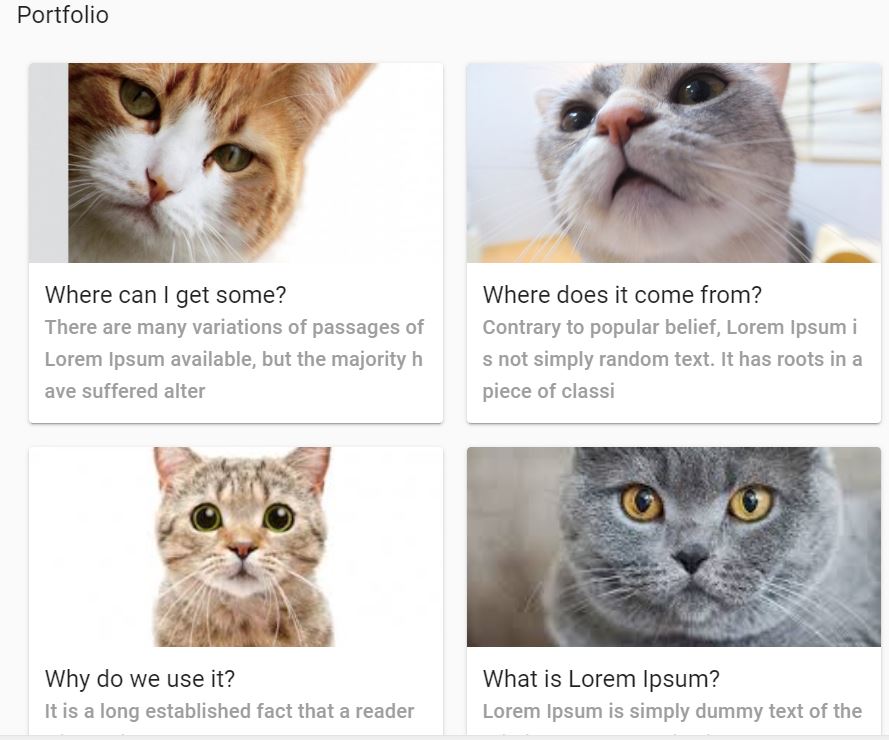 Portfolio
Where can I get some?
There are many variations of passages of
Lorem Ipsum available, but the majority h
ave suffered alter
Where does it come from?
Contrary to popular belief, Lorem Ipsum i
s not simply random text. It has roots in a
piece of classi
Why do we use it?
It is a long established fact that a reader
What is Lorem Ipsum?
Lorem Ipsum is simply dummy text of the